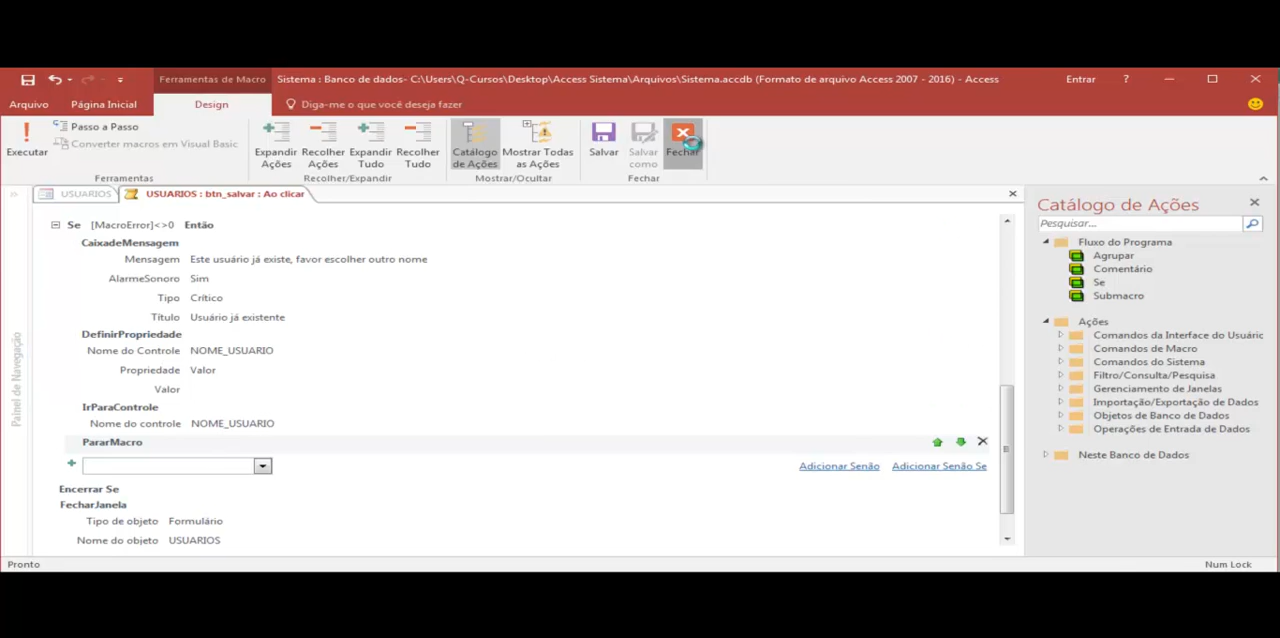 Ferramentas de Macro
Sistema : Banco de dados- C:\Users\Q-Cursos\Desktop\Access Sistema\Arquivos\Sistema.accdb (Formato de arquivo Access 2007 - 2016) - Access
Entrar
?
Arquivo
Página Inicial
Design
Diga-me o que você deseja fazer
Executar
Passo a Passo
Converter macros em Visual Basic
Ferramentas
Expandir Ações
Recolher Ações
Expandir Tudo
Recolher Tudo
Recolher/Expandir
Catálogo de Ações
Mostrar Todas as Ações
Mostrar/Ocultar
Salvar
Salvar como
Fechar
Fechar
USUARIOS
USUARIOS : btn_salvar : Ao clicar
Painel de Navegação
Se [MacroError]<>0 Então
CaixadeMensagem
Mensagem Este usuário já existe, favor escolher outro nome
AlarmeSonoro Sim
Tipo Crítico
Título Usuário já existente
DefinirPropriedade
Nome do Controle NOME_USUARIO
Propriedade Valor
Valor
IrParaControle
Nome do controle NOME_USUARIO
PararMacro
Adicionar Senão Adicionar Senão Se
Encerrar Se
FecharJanela
Tipo de objeto Formulário
Nome do objeto USUARIOS
Catálogo de Ações
Pesquisar...
Fluxo do Programa
Agrupar
Comentário
Se
Submacro
Ações
Comandos da Interface do Usuáric
Comandos de Macro
Comandos do Sistema
Filtro/Consulta/Pesquisa
Gerenciamento de Janelas
Importação/Exportação de Dados
Objetos de Banco de Dados
Operações de Entrada de Dados
Neste Banco de Dados
Pronto
Num Lock